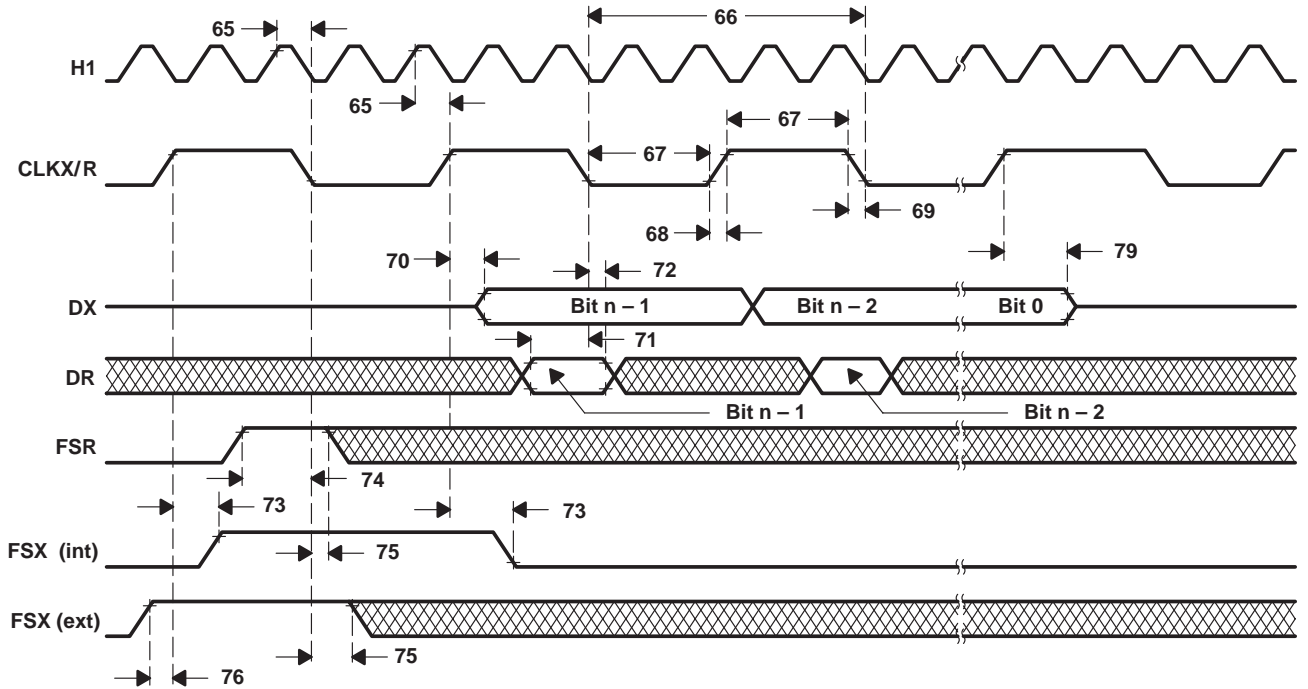 65
66
H1
65
67
67
CLKX/R
68
69
70
72
79
DX
Bit n – 1
Bit n – 2
Bit 0
71
DR
Bit n – 1
Bit n – 2
FSR
74
73
73
FSX (int)
75
FSX (ext)
76
75